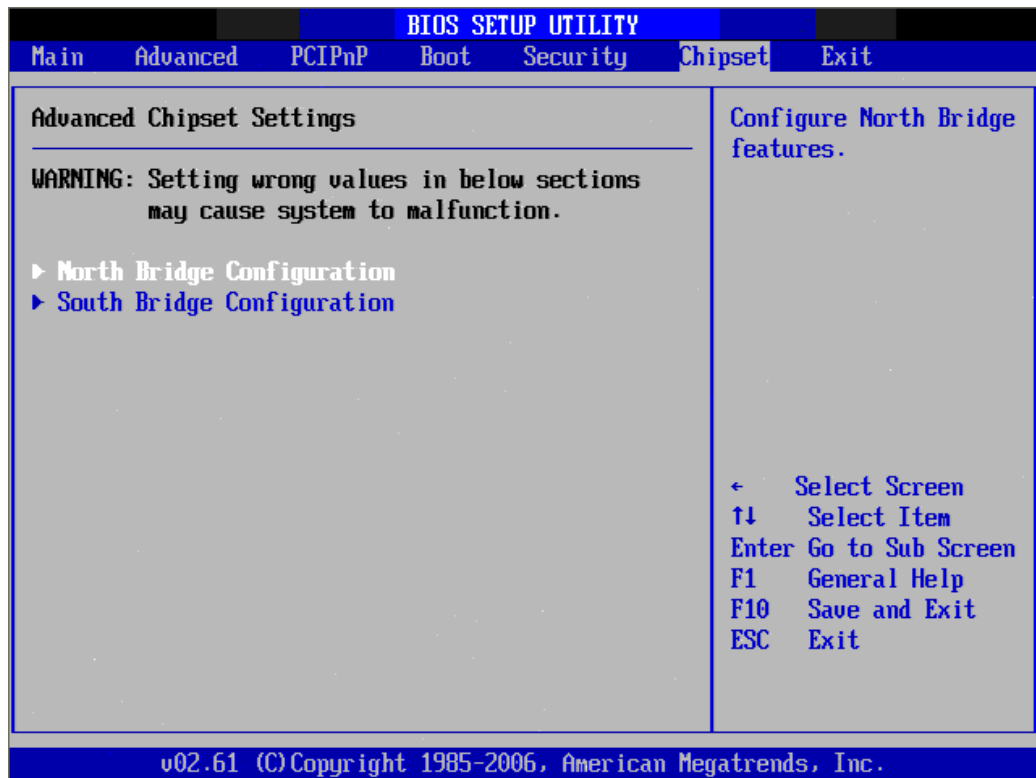 BIOS SETUP UTILITY
Main Advanced PCIPnP Boot Security Chipset Exit
Advanced Chipset Settings
WARNING: Setting wrong values in below sections
may cause system to malfunction.
▶ North Bridge Configuration
▶ South Bridge Configuration
Configure North Bridge
features.
← Select Screen
↑↓ Select Item
Enter Go to Sub Screen
F1 General Help
F10 Save and Exit
ESC Exit
v02.61 (C)Copyright 1985-2006, American Megatrends, Inc.